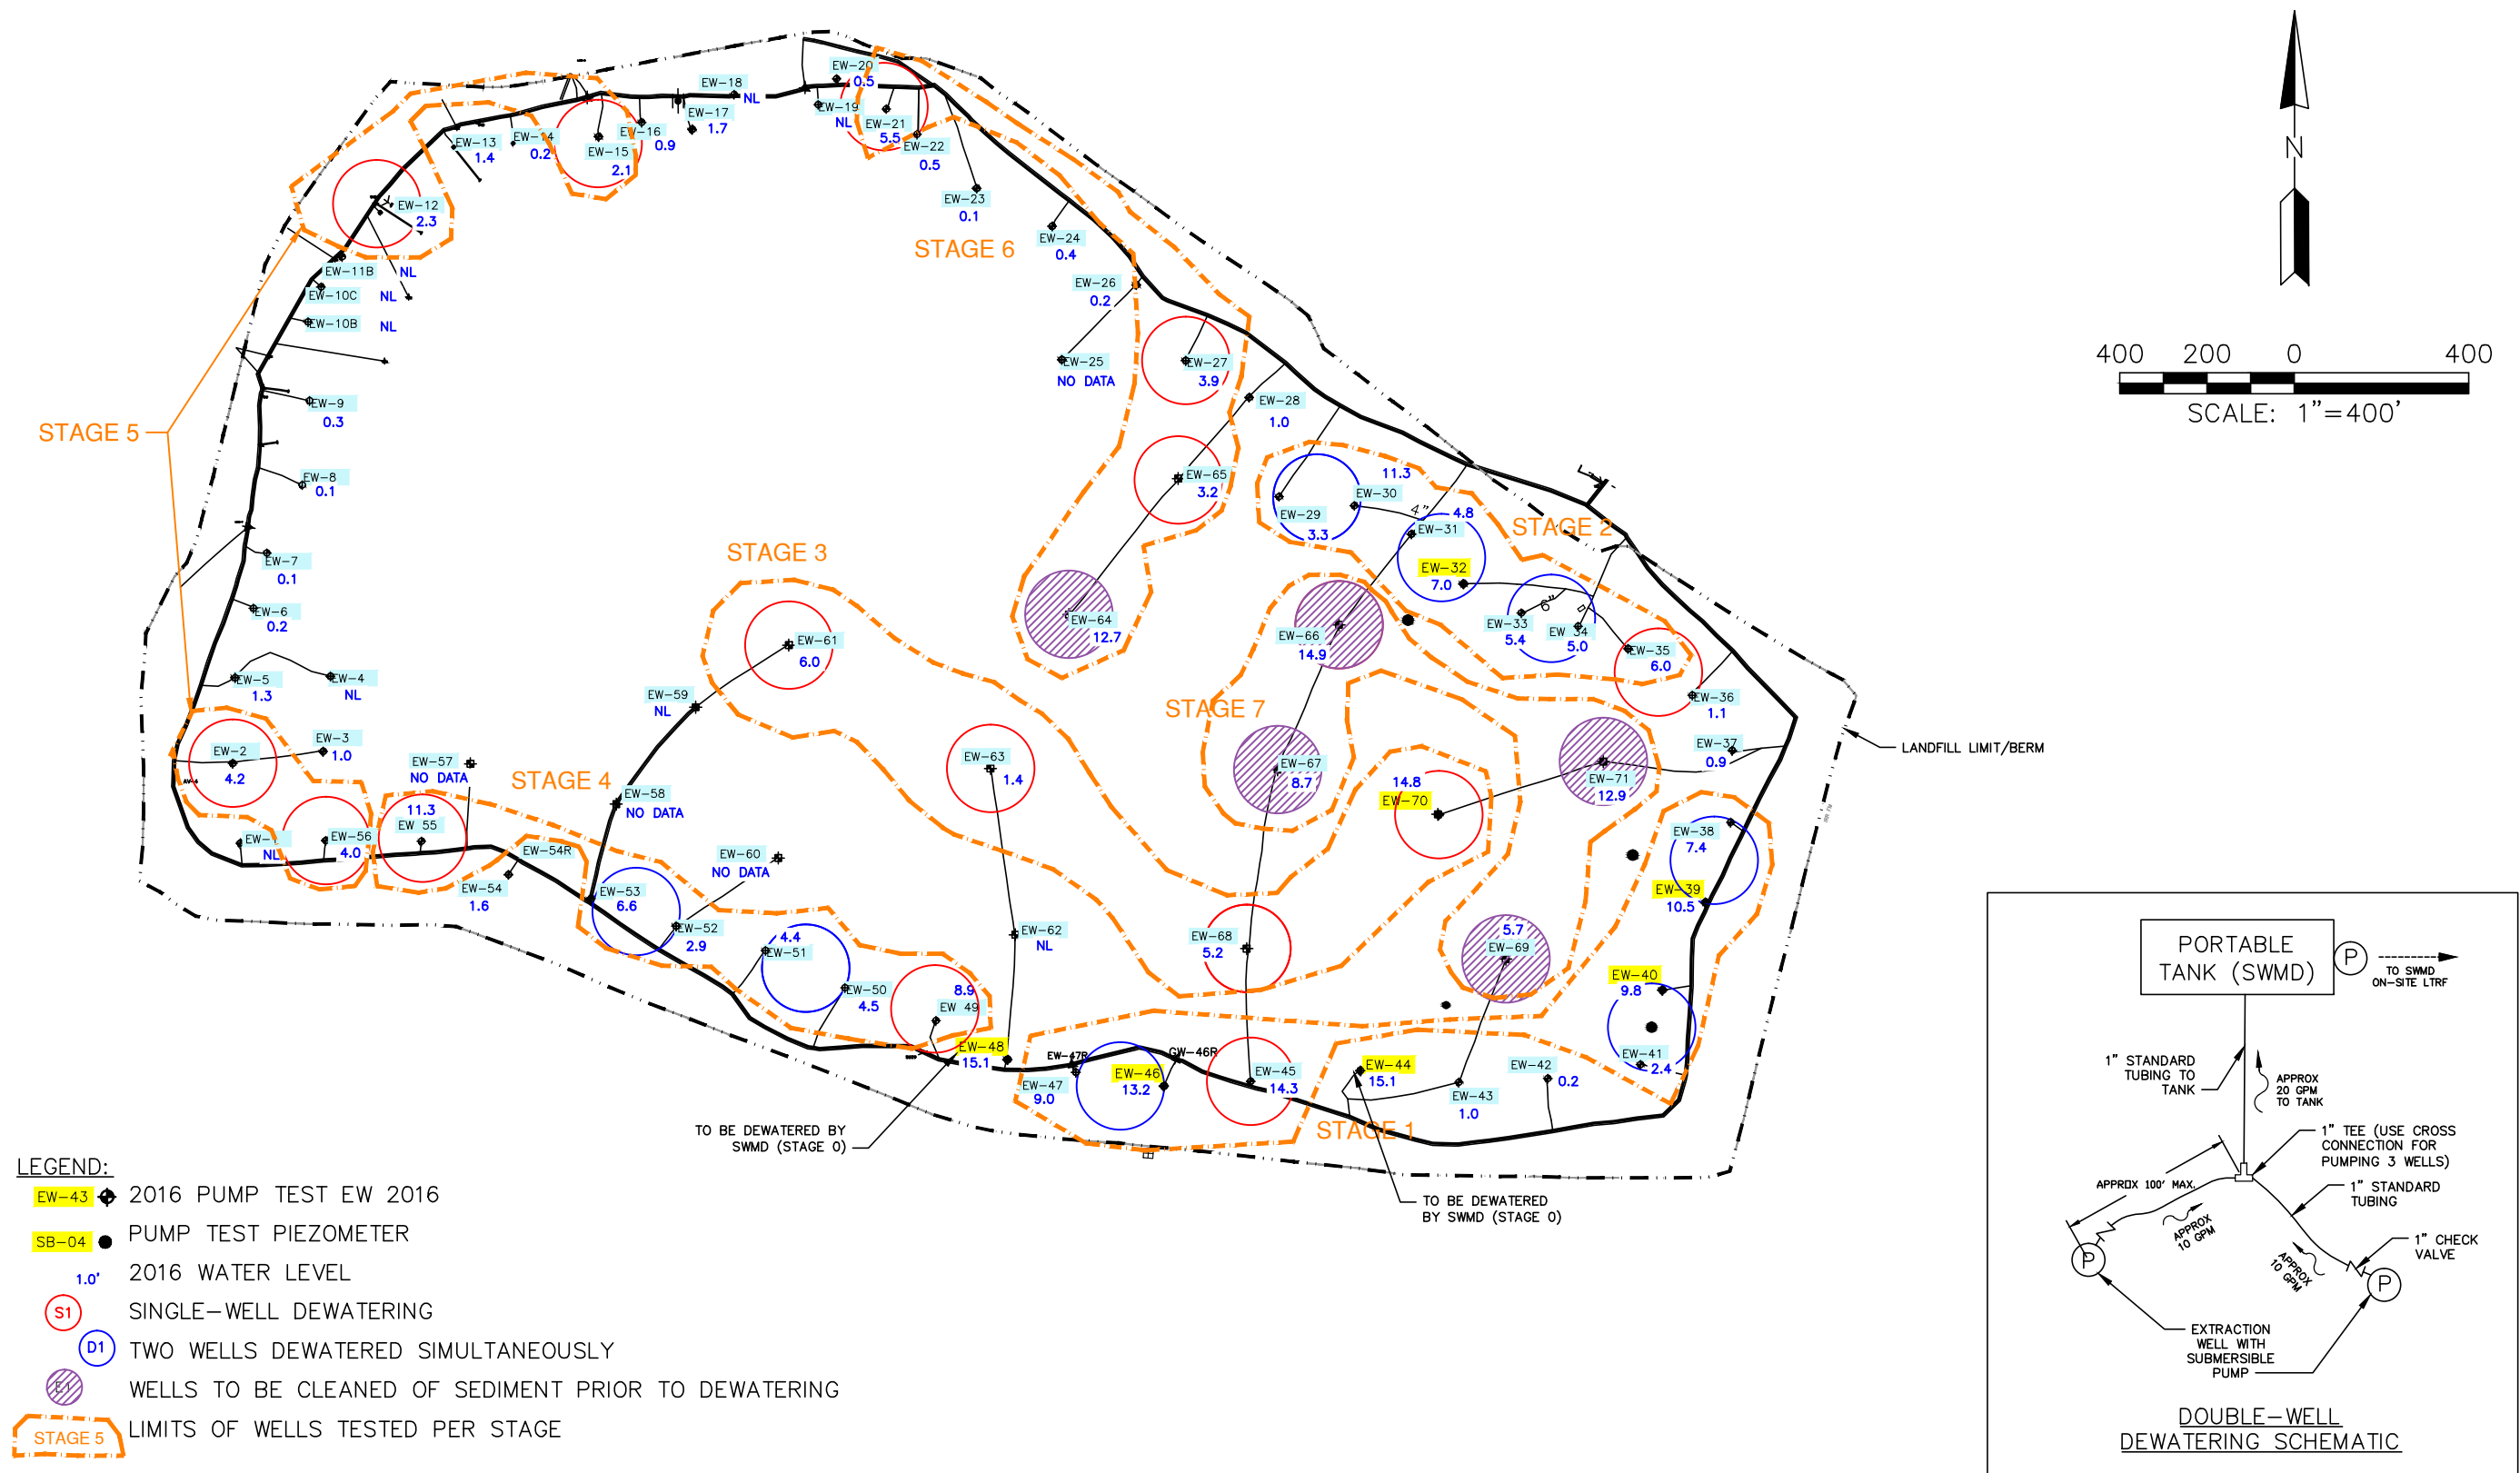 EW-20
0.5
EW-18
NL
EW-19
NL
EW-17
1.7
EW-21
5.5
EW-16
0.9
EW-13
1.4
EW-14
0.2
EW-15
2.1
EW-22
0.5
EW-12
2.3
EW-23
0.1
EW-24
0.4
STAGE 6
EW-11B
NL
EW-10C
NL
EW-10B
NL
EW-26
0.2
EW-25
NO DATA
EW-27
3.9
EW-9
0.3
EW-28
1.0
STAGE 5
EW-8
0.1
EW-65
3.2
11.3
EW-30
EW-29
3.3
4"
4.8
EW-31
STAGE 2
EW-7
0.1
STAGE 3
EW-32
7.0
EW-6
0.2
EW-64
12.7
6"
EW-33
5.4
EW 34
5.0
EW-66
14.9
EW-61
6.0
EW-35
6.0
EW-5
1.3
EW-4
NL
EW-59
NL
STAGE 7
EW-36
1.1
EW-2
4.2
EW-3
1.0
AV-4
EW-57
NO DATA
STAGE 4
EW-63
1.4
EW-67
8.7
EW-71
12.9
EW-37
0.9
LANDFILL LIMIT/BERM
14.8
EW-70
EW-58
NO DATA
11.3
EW 55
NL
EW-56
4.0
EW-54R
EW-54
1.6
EW-60
NO DATA
EW-38
7.4
EW-39
10.5
EW-53
6.6
EW-52
2.9
4.4
EW-51
EW-62
NL
EW-68
5.2
5.7
EW-69
EW-50
4.5
8.9
EW 49
EW-40
9.8
EW-48
15.1
EW-47R
GW-46R
EW-47
9.0
EW-46
13.2
EW-45
14.3
EW-44
15.1
EW-43
1.0
EW-42
0.2
EW-41
2.4
STAGE 1
TO BE DEWATERED BY
SWMD (STAGE 0)
TO BE DEWATERED
BY SWMD (STAGE 0)
N
400 200 0 400
SCALE: 1"=400'
LEGEND:
EW-43 2016 PUMP TEST EW 2016
SB-04 PUMP TEST PIEZOMETER
1.0' 2016 WATER LEVEL
S1 SINGLE-WELL DEWATERING
D1 TWO WELLS DEWATERED SIMULTANEOUSLY
E1 WELLS TO BE CLEANED OF SEDIMENT PRIOR TO DEWATERING
STAGE 5 LIMITS OF WELLS TESTED PER STAGE
PORTABLE
TANK (SWMD)
P
TO SWMD
ON-SITE LTRF
1" STANDARD
TUBING TO
TANK
APPROX
20 GPM
TO TANK
1" TEE (USE CROSS
CONNECTION FOR
PUMPING 3 WELLS)
APPROX 100' MAX.
1" STANDARD
TUBING
APPROX
10 GPM
APPROX
10 GPM
1" CHECK
VALVE
P
P
EXTRACTION
WELL WITH
SUBMERSIBLE
PUMP
DOUBLE-WELL
DEWATERING SCHEMATIC